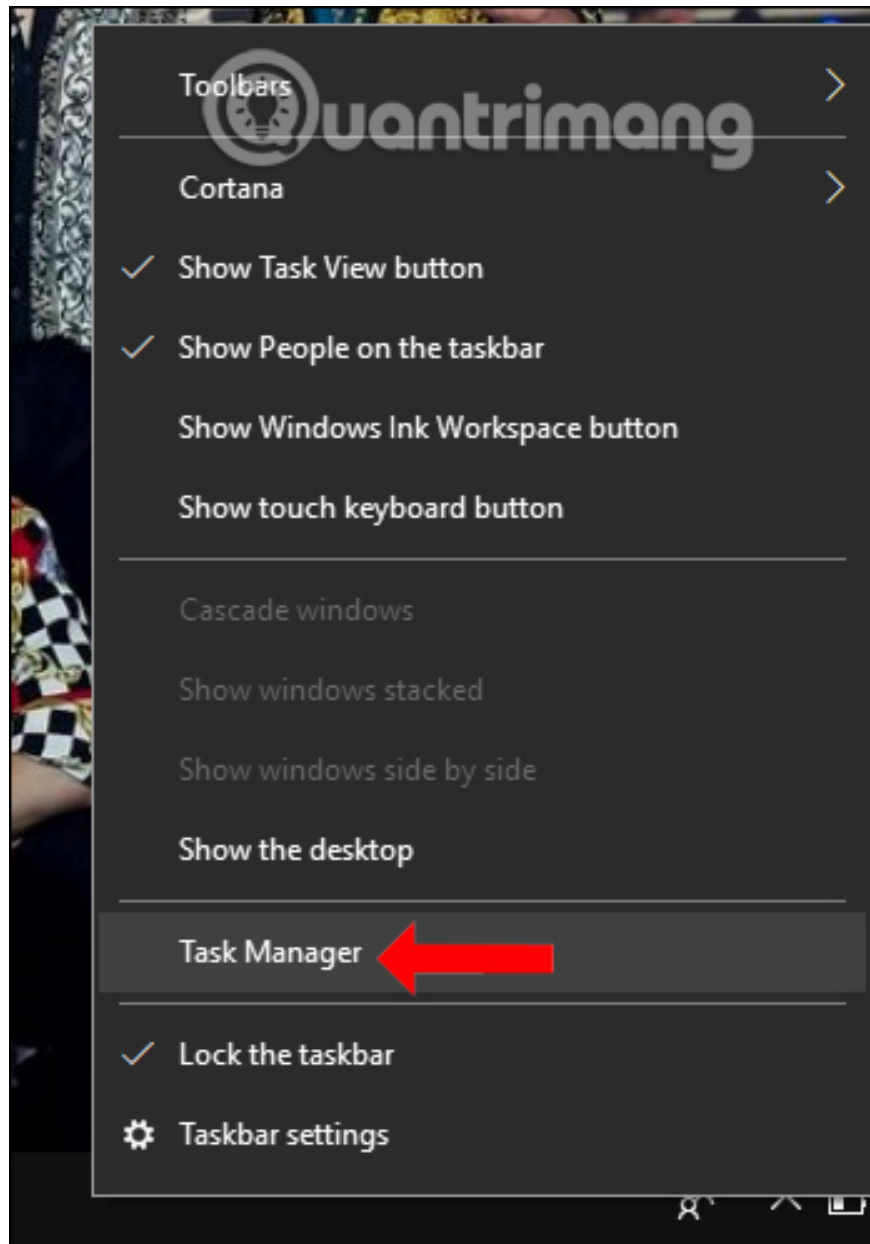 Toolbars
Quantrimang
Cortana
Show Task View button
Show People on the taskbar
Show Windows Ink Workspace button
Show touch keyboard button
Cascade windows
Show windows stacked
Show windows side by side
Show the desktop
Task Manager
Lock the taskbar
Taskbar settings